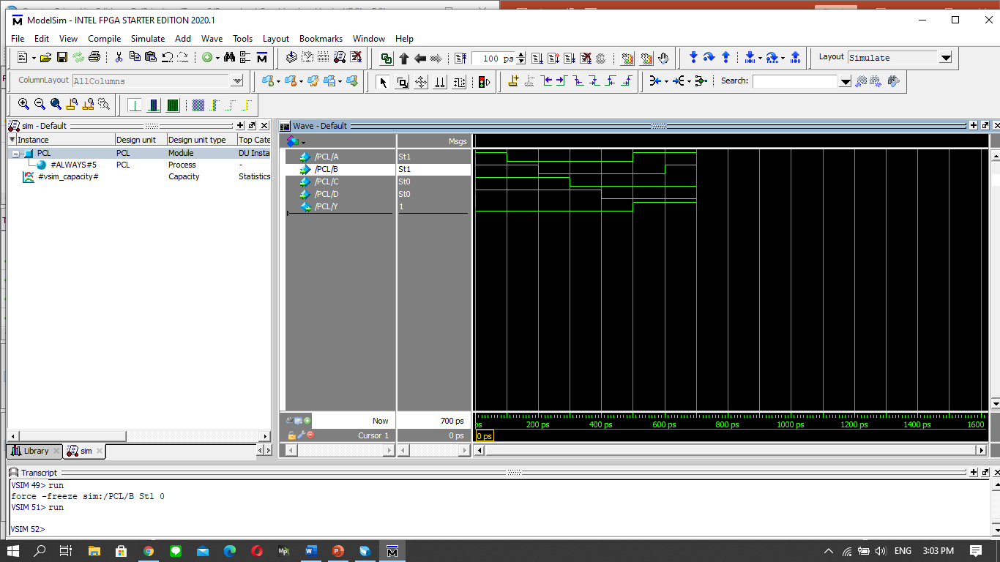 ModelSim - INTEL FPGA STARTER EDITION 2020.1
File Edit View Compile Simulate Add Wave Tools Layout Bookmarks Window Help
100 ps
Layout Simulate
ColumnLayout AllColumns
Search:
sim - Default
Wave - Default
Instance Design unit Design unit type Top Cate
Msgs
PCL PCL Module DU Insta
#ALWAYS#5 PCL Process -
#vsim_capacity# Capacity Statistics
/PCL/A St1
/PCL/B St1
/PCL/C St0
/PCL/D St0
/PCL/Y 1
Now 700 ps
ps 200 ps 400 ps 600 ps 800 ps 1000 ps 1200 ps 1400 ps 1600
Cursor 1 0 ps
0 ps
Library sim
Transcript
VSIM 49> run
force -freeze sim:/PCL/B St1 0
VSIM 51> run
VSIM 52>
ENG 3:03 PM